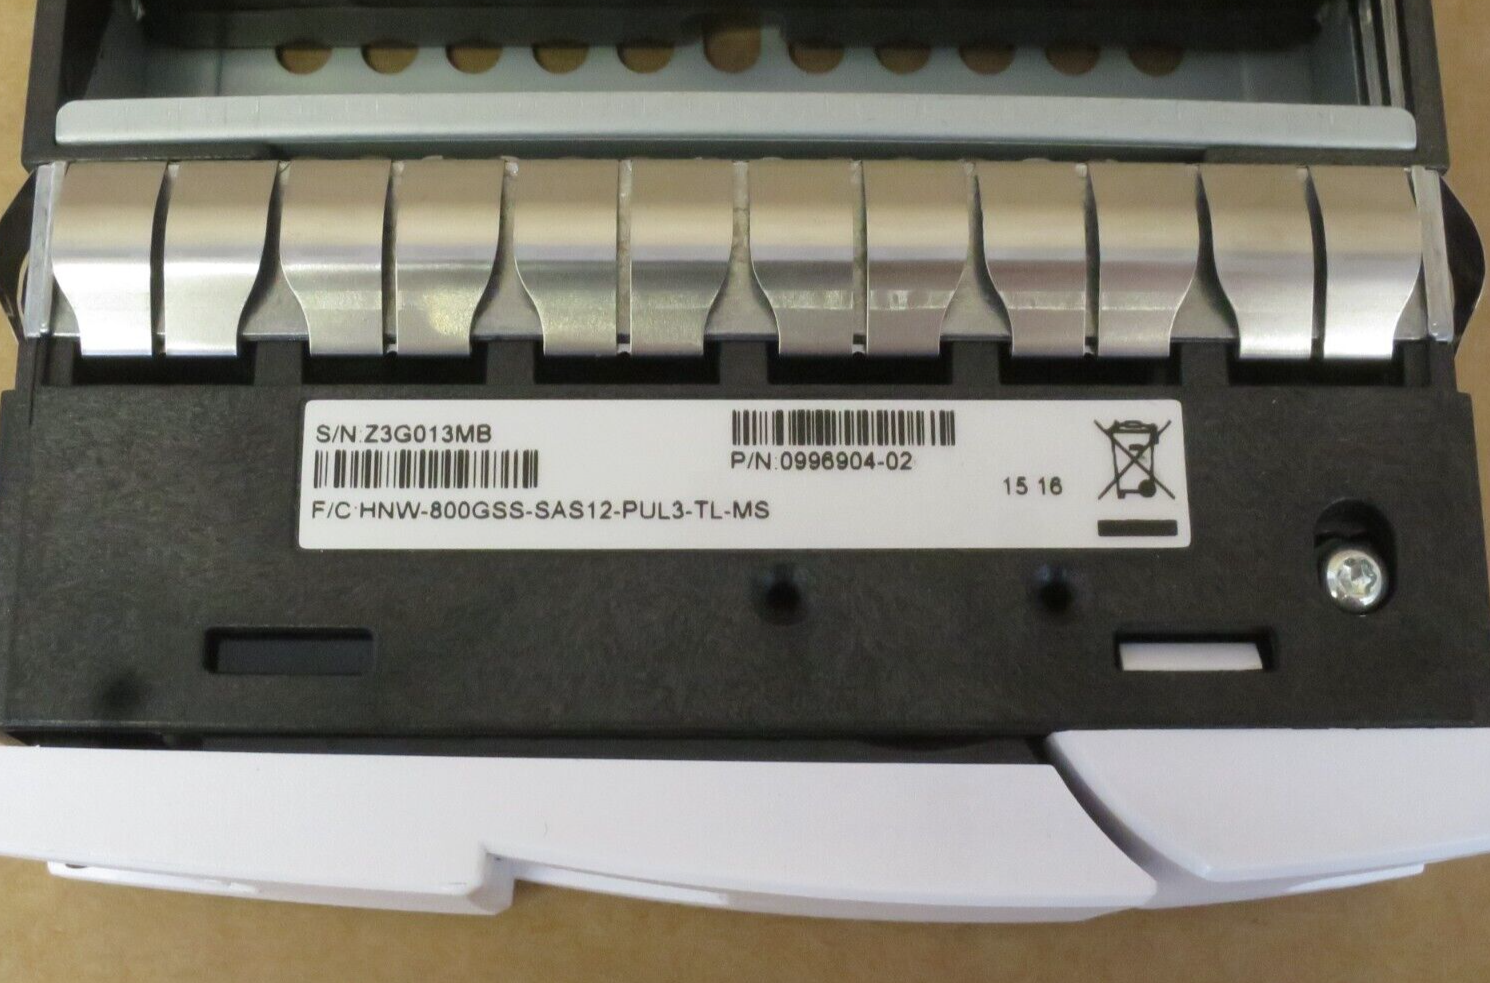 S/N:Z3G013MB
P/N:0996904-02
15 16
F/C:HNW-800GSS-SAS12-PUL3-TL-MS